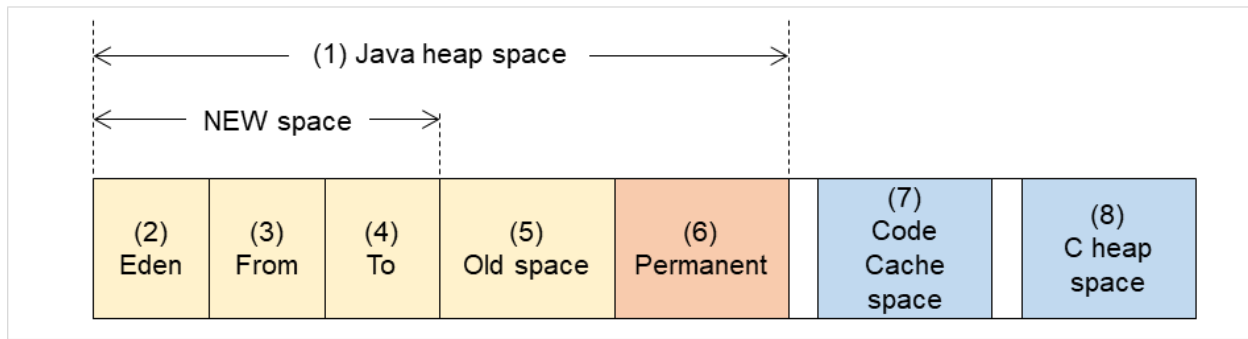 (1) Java heap space
NEW space
(2)
Eden
(3)
From
(4)
To
(5)
Old space
(6)
Permanent
(7)
Code
Cache
space
(8)
C heap
space